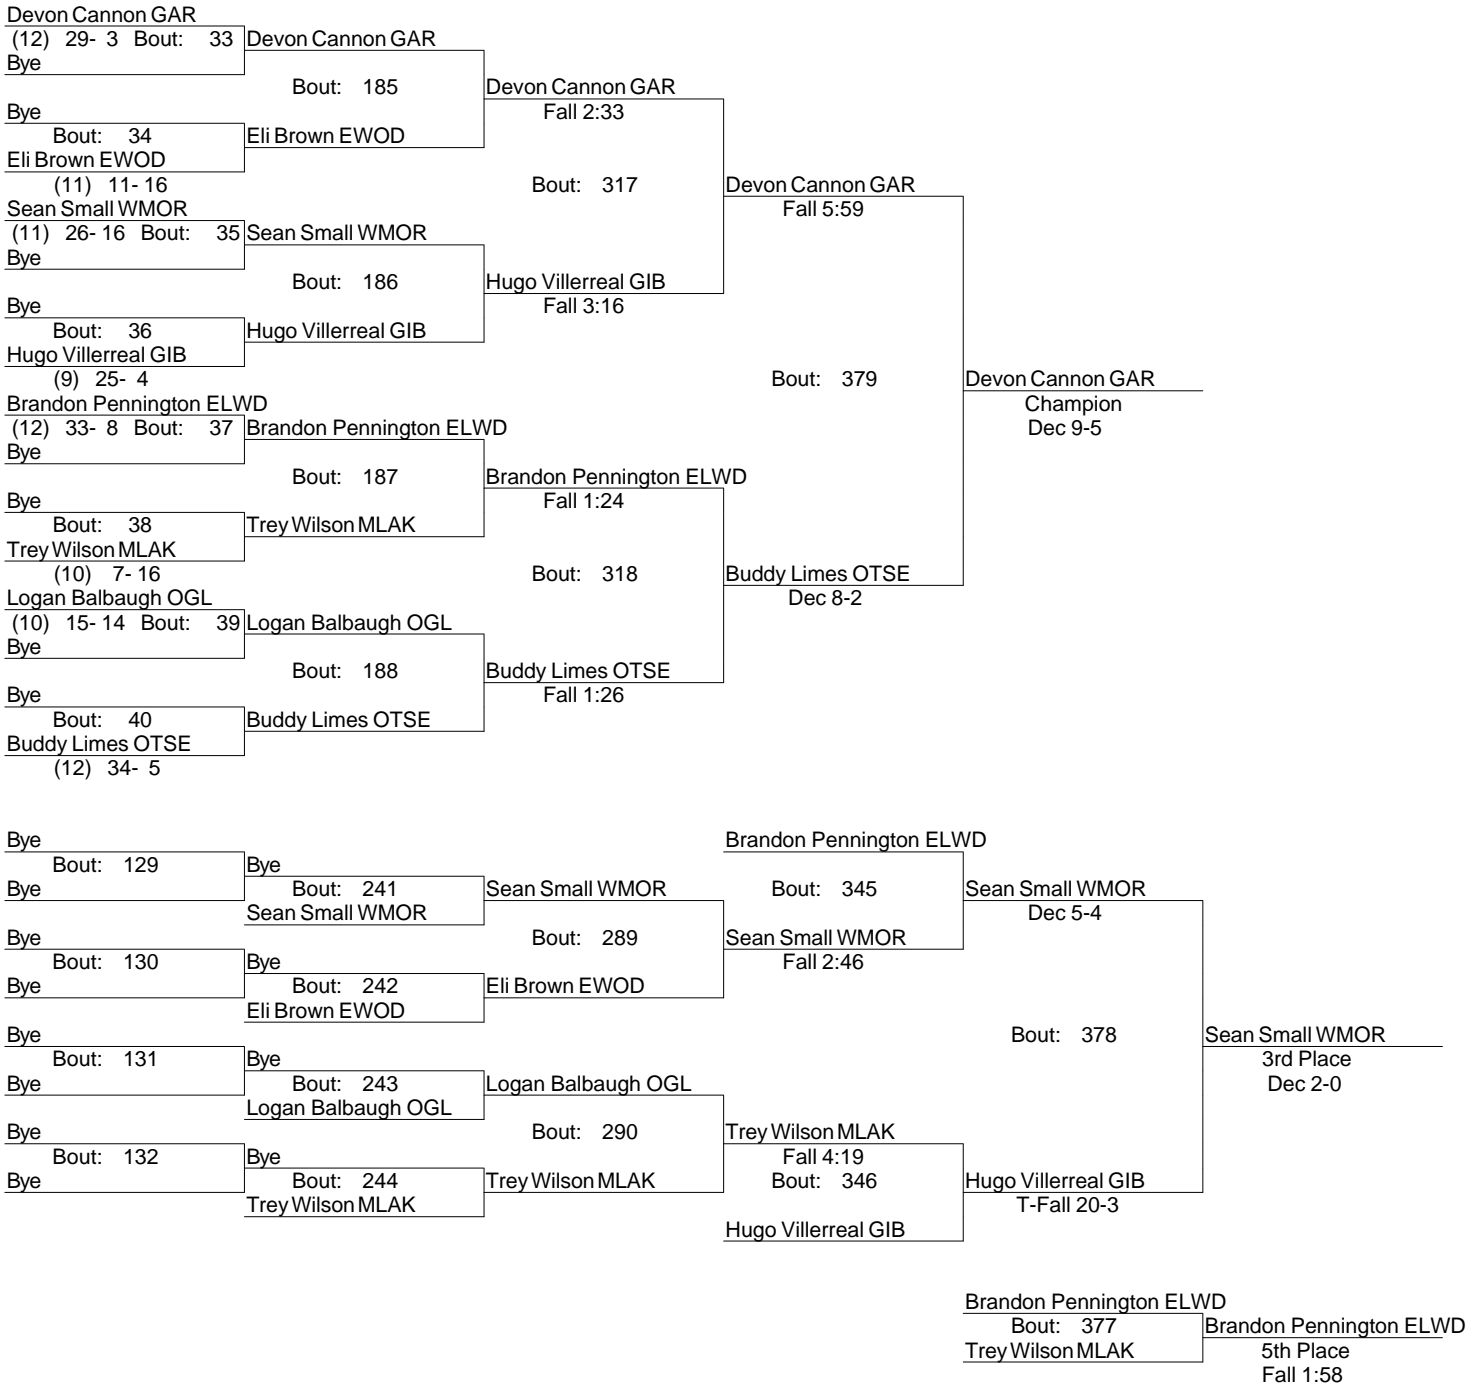 Devon Cannon GAR
(12) 29- 3 Bout: 33 Devon Cannon GAR
Bye
Bout: 185 Devon Cannon GAR
Bye Fall 2:33
Bout: 34 Eli Brown EWOD
Eli Brown EWOD
(11) 11- 16 Bout: 317 Devon Cannon GAR
Sean Small WMOR Fall 5:59
(11) 26- 16 Bout: 35 Sean Small WMOR
Bye
Bout: 186 Hugo Villerreal GIB
Bye Fall 3:16
Bout: 36 Hugo Villerreal GIB
Hugo Villerreal GIB
(9) 25- 4 Bout: 379 Devon Cannon GAR
Brandon Pennington ELWD Champion
(12) 33- 8 Bout: 37 Brandon Pennington ELWD Dec 9-5
Bye
Bout: 187 Brandon Pennington ELWD
Bye Fall 1:24
Bout: 38 Trey Wilson MLAK
Trey Wilson MLAK
(10) 7- 16 Bout: 318 Buddy Limes OTSE
Logan Balbaugh OGL Dec 8-2
(10) 15- 14 Bout: 39 Logan Balbaugh OGL
Bye
Bout: 188 Buddy Limes OTSE
Bye Fall 1:26
Bout: 40 Buddy Limes OTSE
Buddy Limes OTSE
(12) 34- 5
Bye Brandon Pennington ELWD
Bout: 129 Bye
Bye Bout: 241 Sean Small WMOR Bout: 345 Sean Small WMOR
Sean Small WMOR Dec 5-4
Bye Bout: 289 Sean Small WMOR
Bout: 130 Bye Fall 2:46
Bye Bout: 242 Eli Brown EWOD
Eli Brown EWOD
Bye Bout: 378 Sean Small WMOR
Bout: 131 Bye 3rd Place
Bye Bout: 243 Logan Balbaugh OGL Dec 2-0
Logan Balbaugh OGL
Bye Bout: 290 Trey Wilson MLAK
Bout: 132 Bye Fall 4:19
Bye Bout: 244 Trey Wilson MLAK Bout: 346 Hugo Villerreal GIB
Trey Wilson MLAK T-Fall 20-3
Hugo Villerreal GIB
Brandon Pennington ELWD
Bout: 377 Brandon Pennington ELWD
Trey Wilson MLAK 5th Place
Fall 1:58